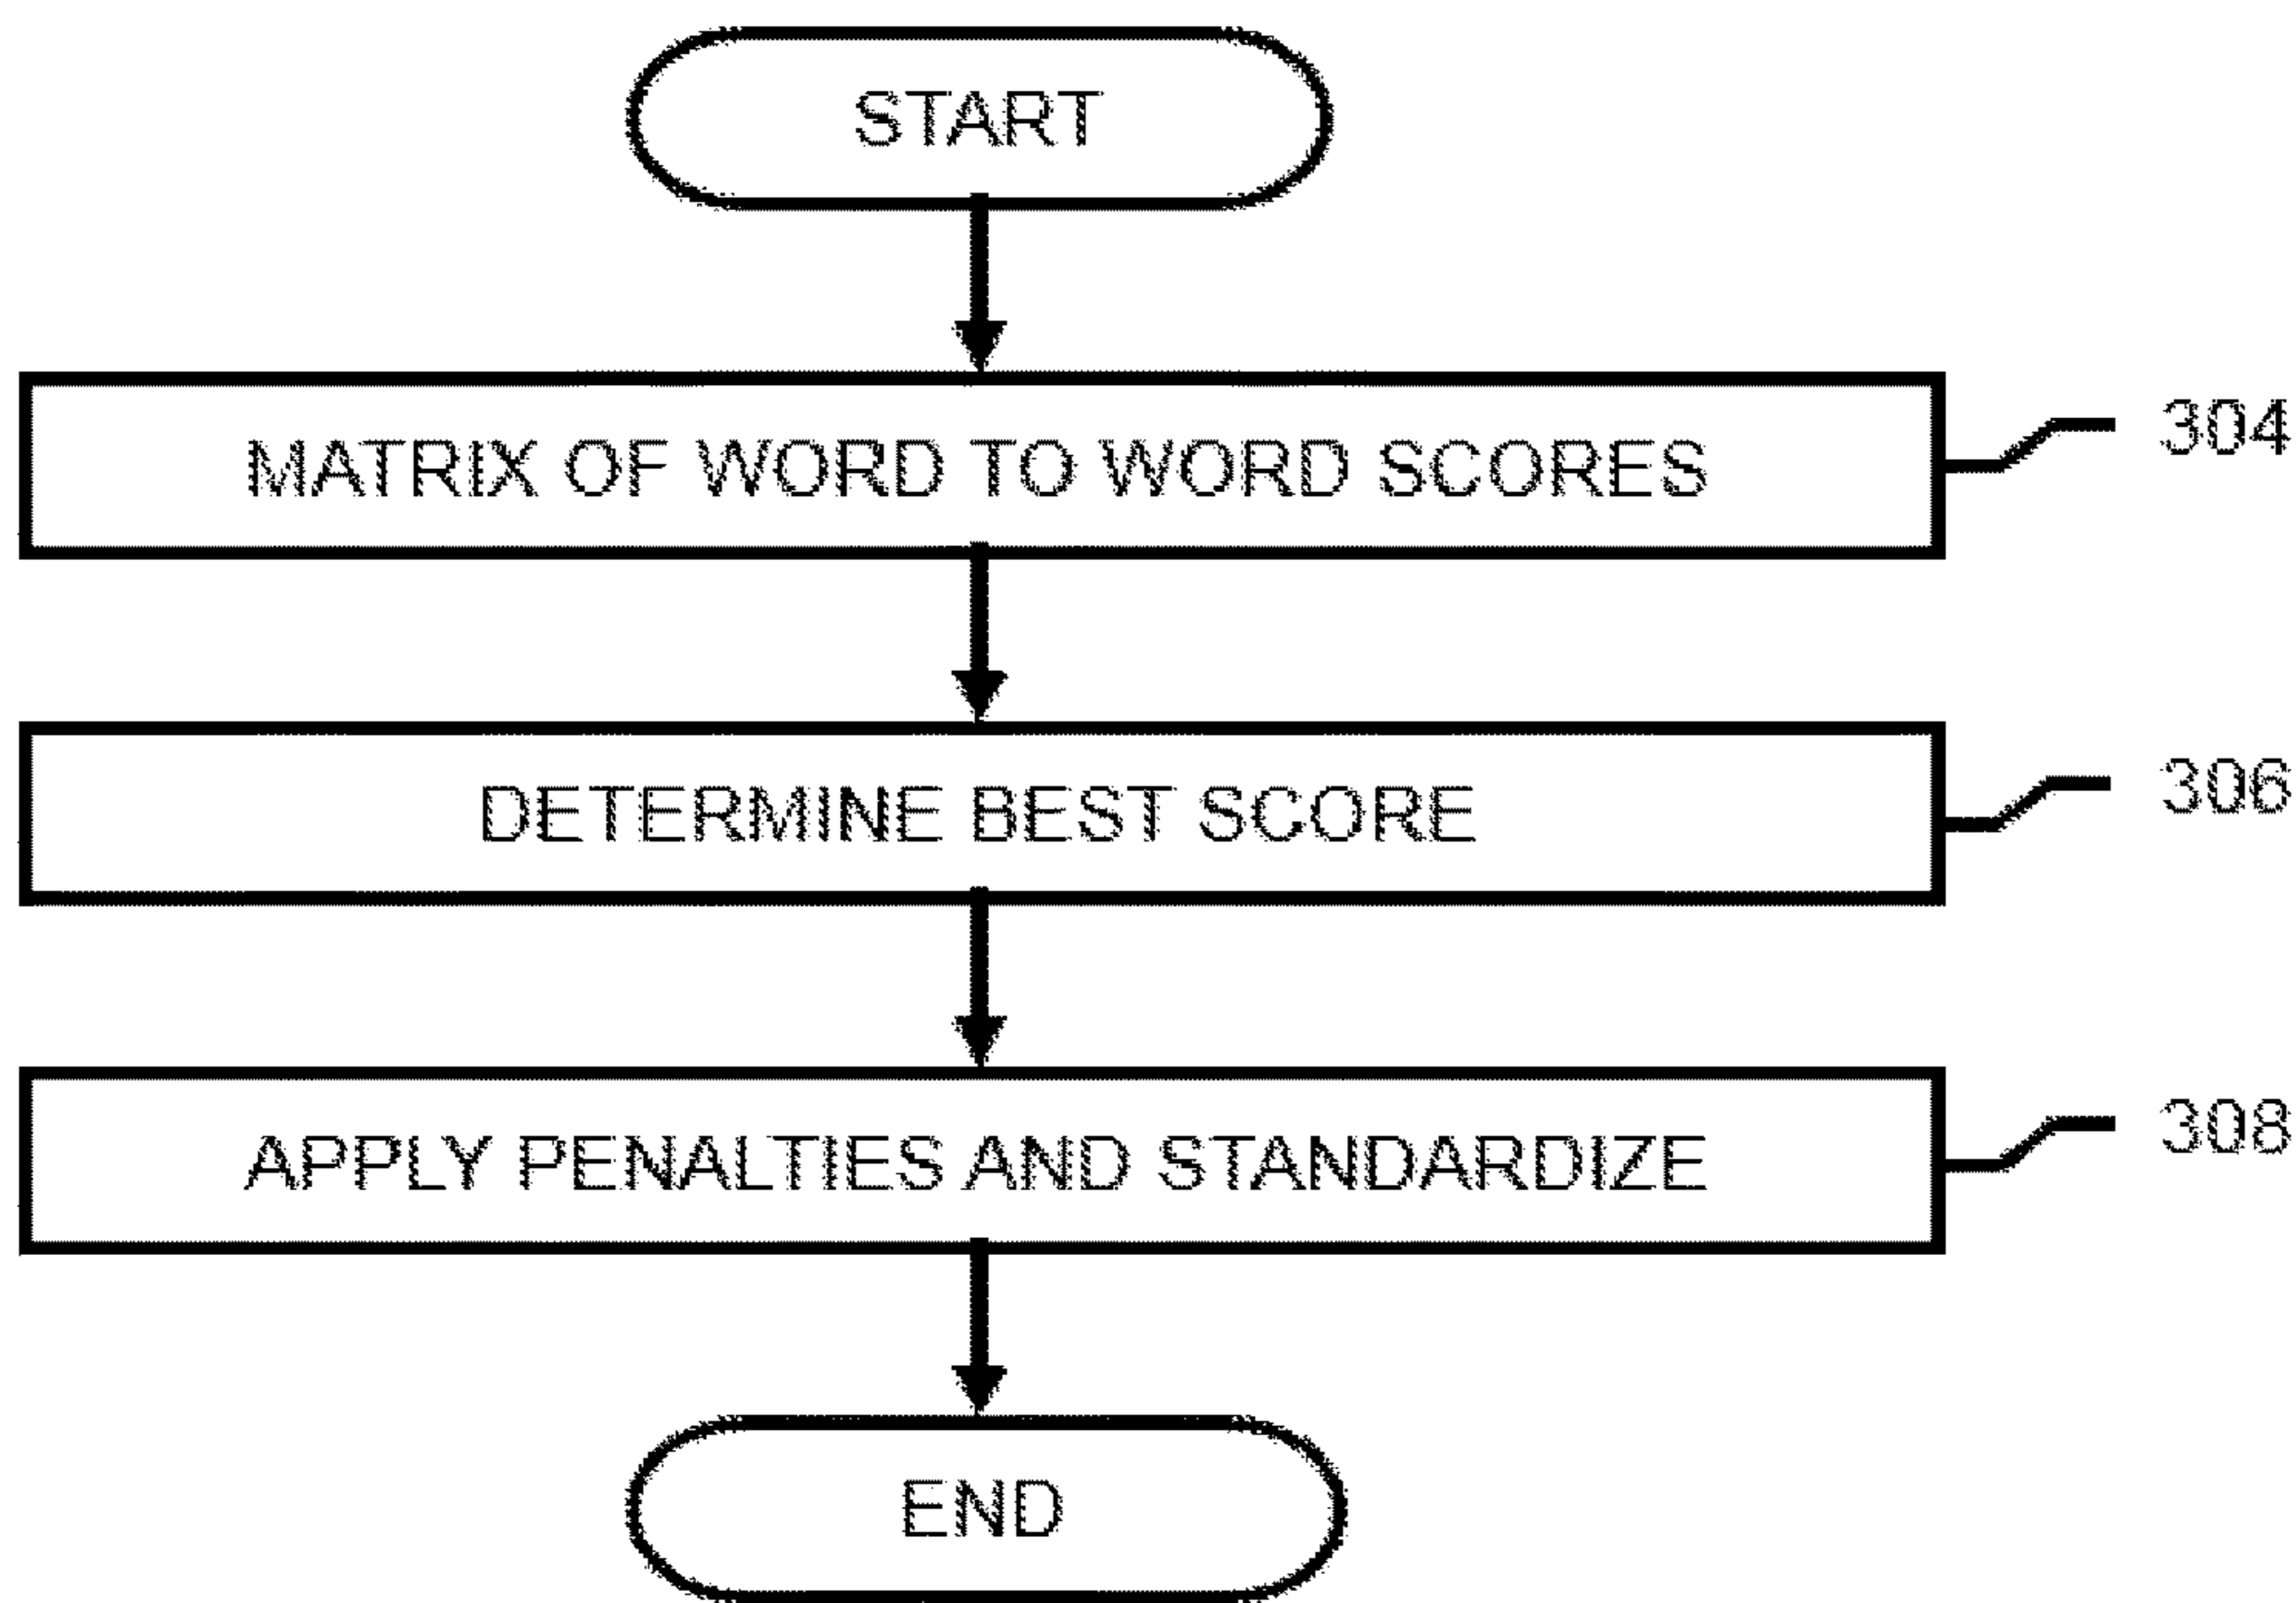 START
MATRIX OF WORD TO WORD SCORES
304
DETERMINE BEST SCORE
306
APPLY PENALTIES AND STANDARDIZE
308
END